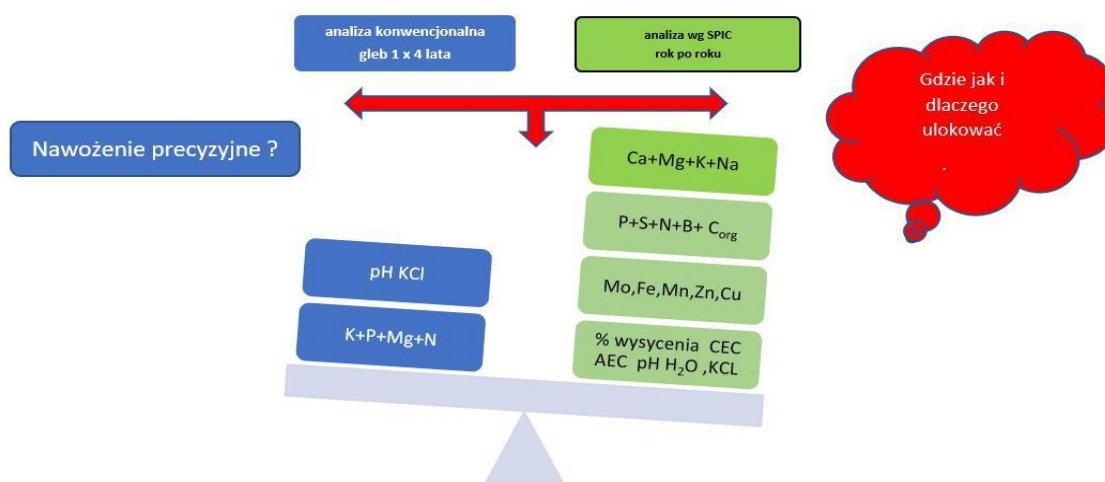 analiza konwencjonalna
gleb 1 x 4 lata
analiza wg SPIC
rok po roku
Gdzie jak i
dlaczego
ulokować
.
Nawożenie precyzyjne ?
Ca+Mg+K+Na
P+S+N+B+ Corg
pH KCl
Mo,Fe,Mn,Zn,Cu
K+P+Mg+N
% wysycenia CEC
AEC pH H₂O ,KCL